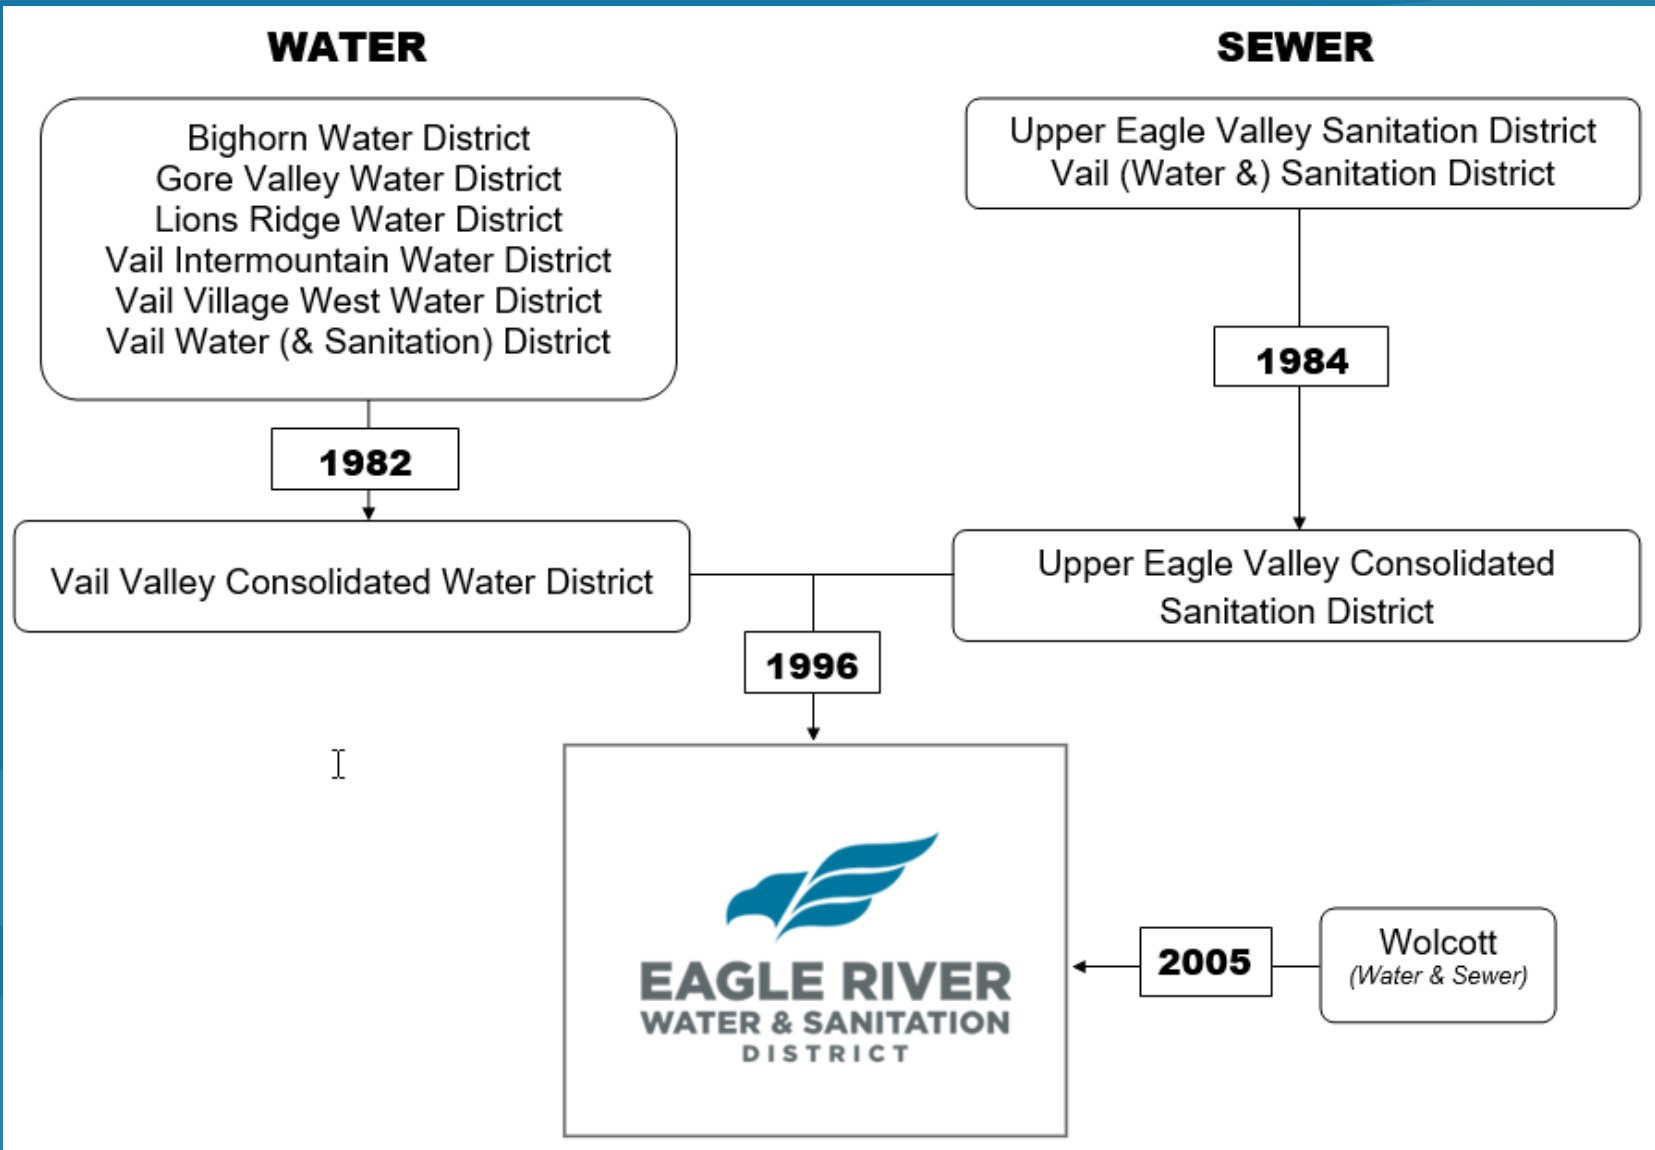 WATER
SEWER
Bighorn Water District
Gore Valley Water District
Lions Ridge Water District
Vail Intermountain Water District
Vail Village West Water District
Vail Water (& Sanitation) District
Upper Eagle Valley Sanitation District
Vail (Water &) Sanitation District
1982
1984
Vail Valley Consolidated Water District
Upper Eagle Valley Consolidated
Sanitation District
1996
EAGLE RIVER
WATER & SANITATION
DISTRICT
2005
Wolcott
(Water & Sewer)